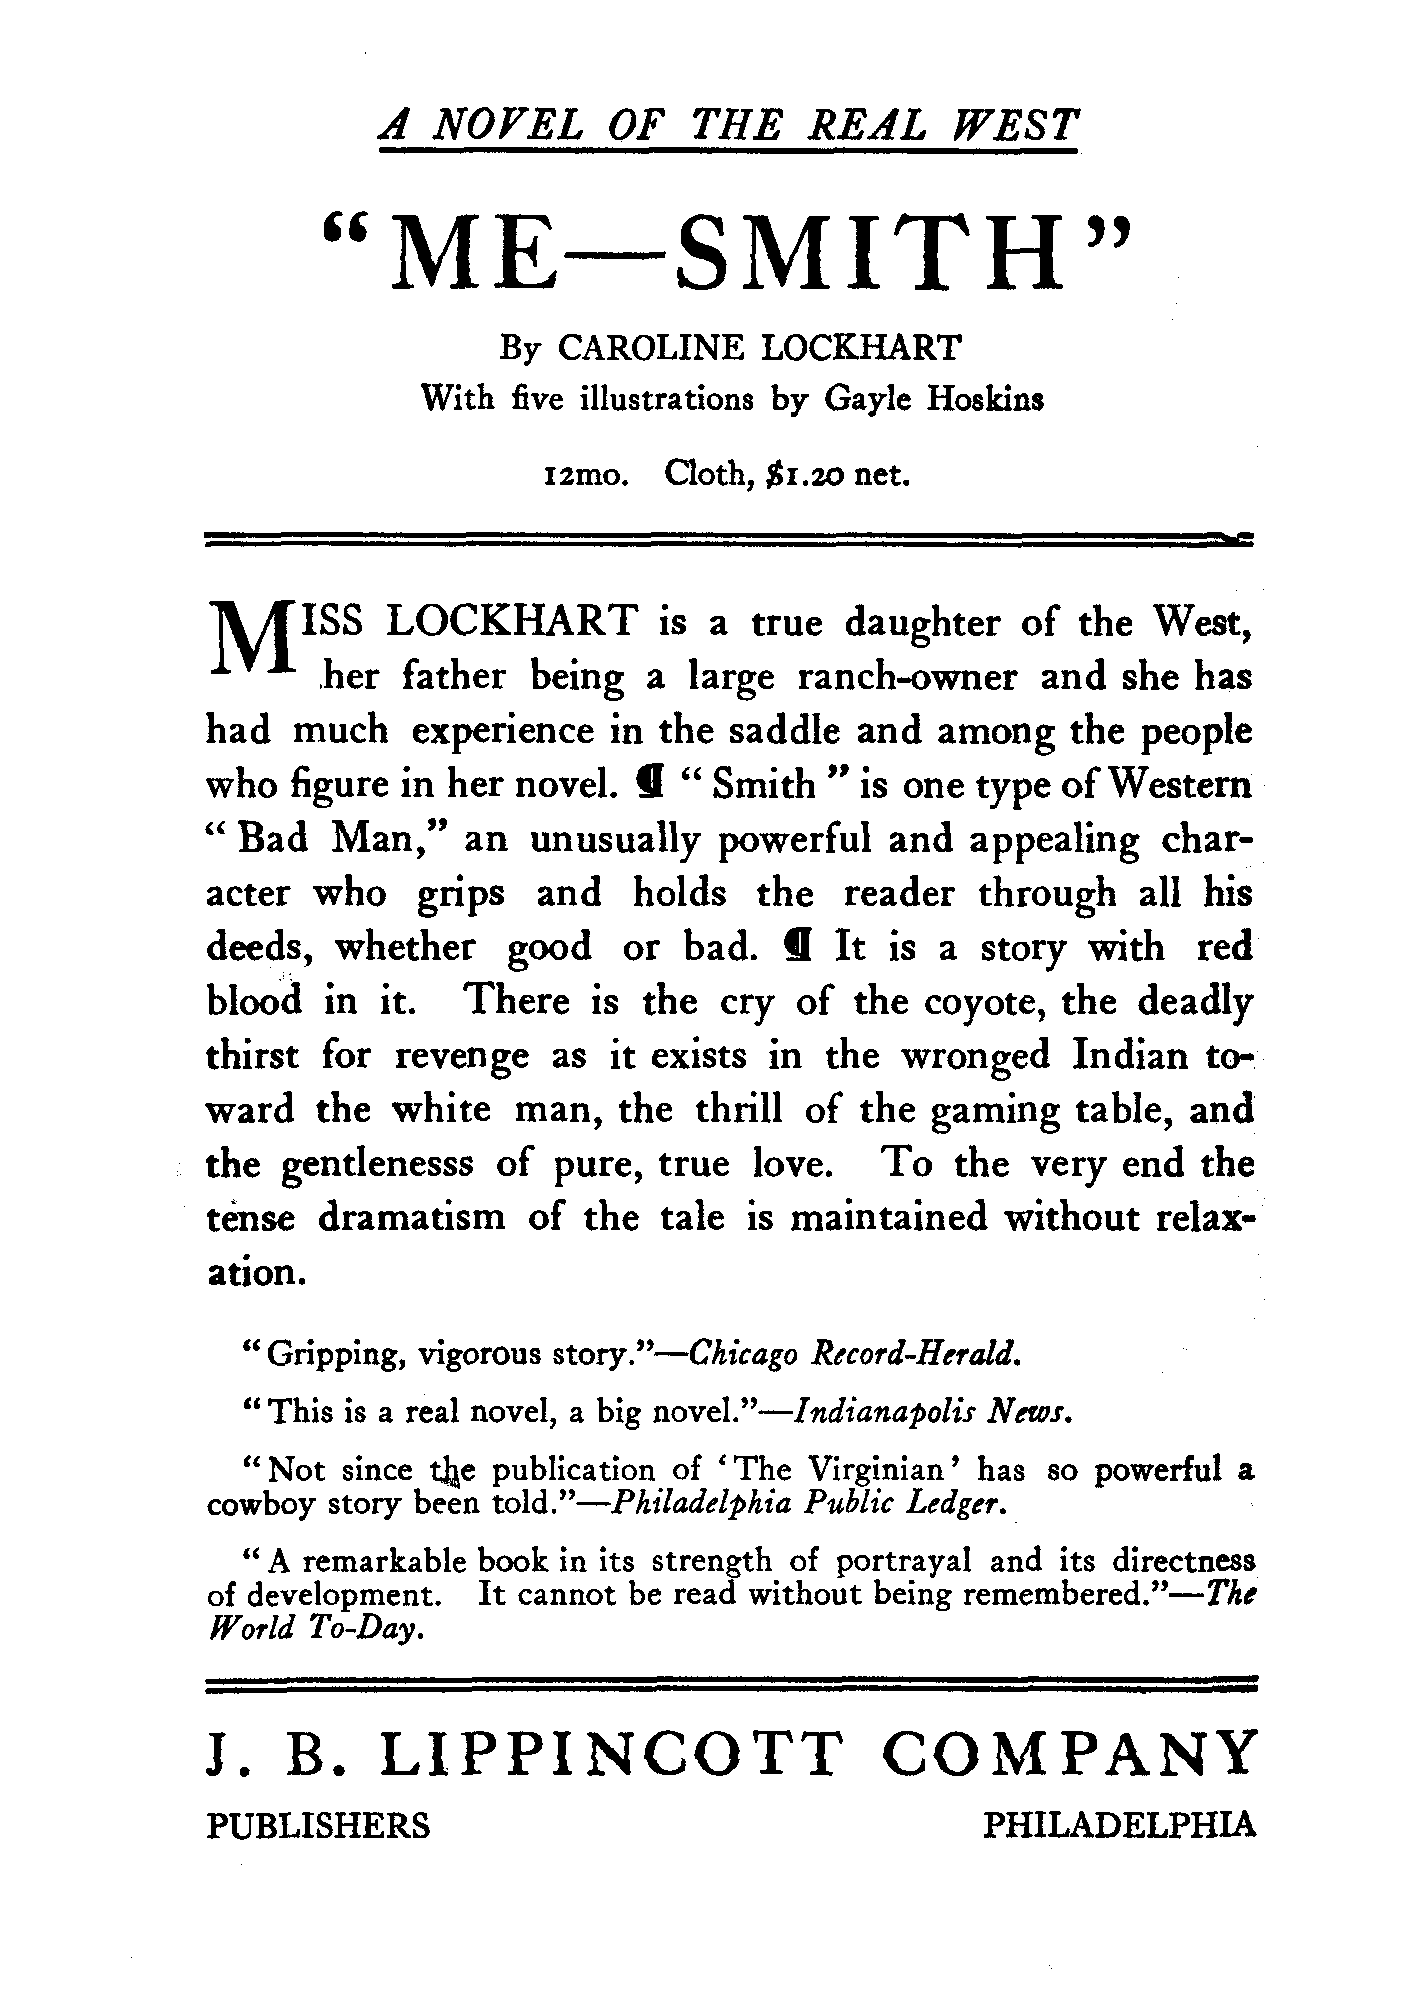 A NOVEL OF THE REAL WEST
“ME—SMITH”
By CAROLINE LOCKHART
With five illustrations by Gayle Hoskins
12mo. Cloth, $1.20 net.
MISS LOCKHART is a true daughter of the West,
her father being a large ranch-owner and she has
had much experience in the saddle and among the people
who figure in her novel. ¶ “Smith” is one type of Western
“Bad Man,” an unusually powerful and appealing char-
acter who grips and holds the reader through all his
deeds, whether good or bad. ¶ It is a story with red
blood in it. There is the cry of the coyote, the deadly
thirst for revenge as it exists in the wronged Indian to-
ward the white man, the thrill of the gaming table, and
the gentlenesss of pure, true love. To the very end the
tense dramatism of the tale is maintained without relax-
ation.
“Gripping, vigorous story.”—Chicago Record-Herald.
“This is a real novel, a big novel.”—Indianapolis News.
“Not since the publication of ‘The Virginian’ has so powerful a
cowboy story been told.”—Philadelphia Public Ledger.
“A remarkable book in its strength of portrayal and its directness
of development. It cannot be read without being remembered.”—The
World To-Day.
J. B. LIPPINCOTT COMPANY
PUBLISHERS PHILADELPHIA